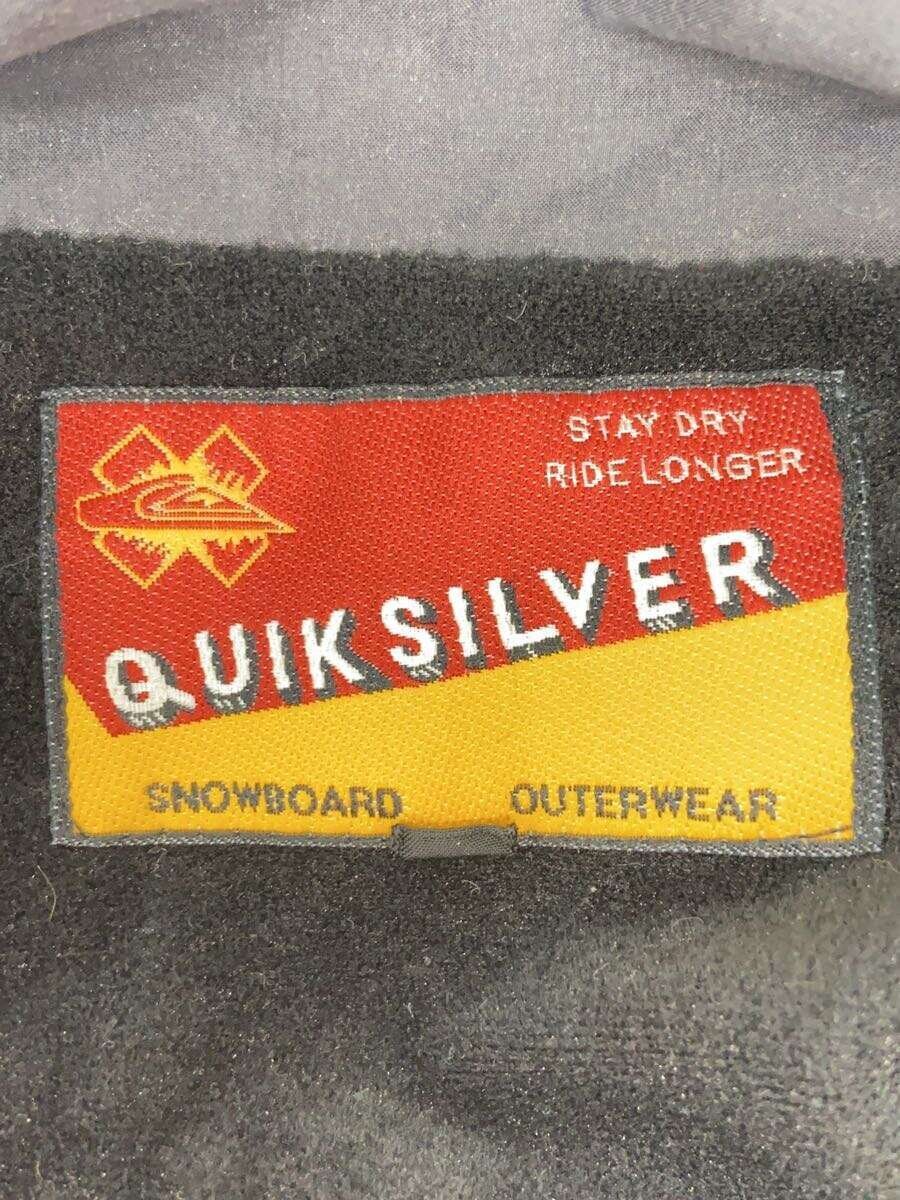 STAY DRY
RIDE LONGER
QUIKSILVER
SNOWBOARD OUTERWEAR